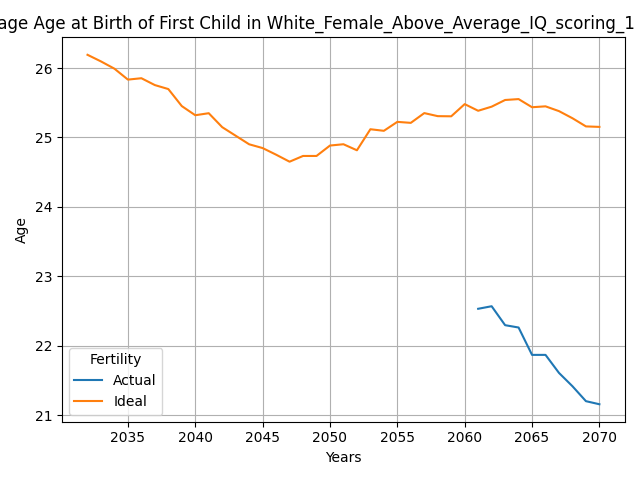 age Age at Birth of First Child in White_Female_Above_Average_IQ_scoring_1
26
25
24
23
22
21
Age
Fertility
Actual
Ideal
2035 2040 2045 2050 2055 2060 2065 2070
Years